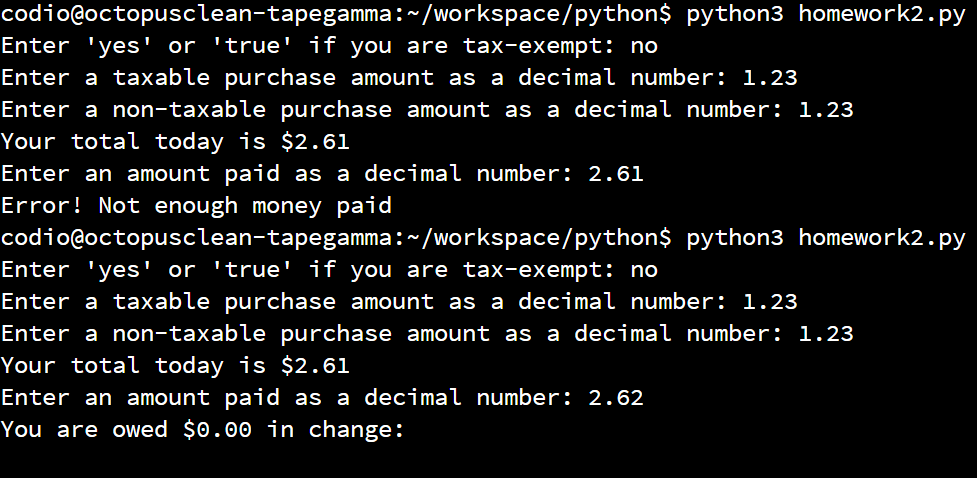 codio@octopusclean-tapegamma:~/workspace/python$ python3 homework2.py
Enter 'yes' or 'true' if you are tax-exempt: no
Enter a taxable purchase amount as a decimal number: 1.23
Enter a non-taxable purchase amount as a decimal number: 1.23
Your total today is $2.61
Enter an amount paid as a decimal number: 2.61
Error! Not enough money paid
codio@octopusclean-tapegamma:~/workspace/python$ python3 homework2.py
Enter 'yes' or 'true' if you are tax-exempt: no
Enter a taxable purchase amount as a decimal number: 1.23
Enter a non-taxable purchase amount as a decimal number: 1.23
Your total today is $2.61
Enter an amount paid as a decimal number: 2.62
You are owed $0.00 in change: